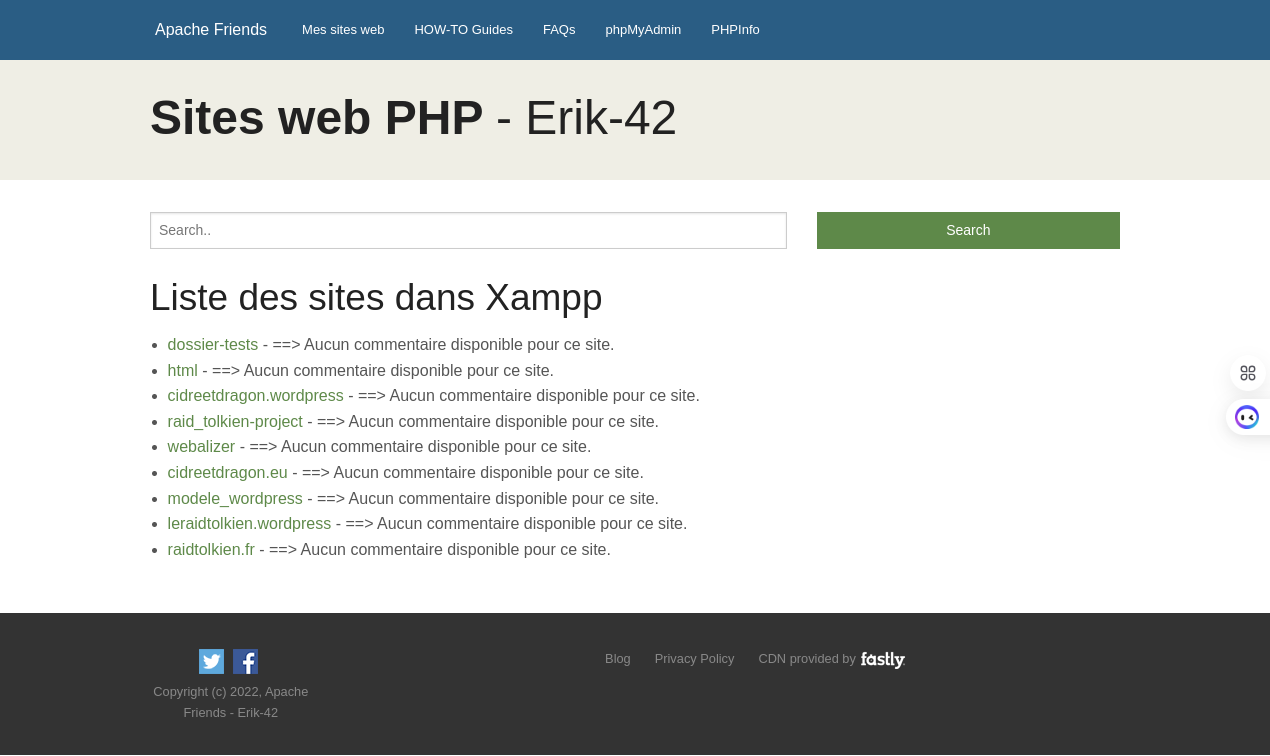 Apache Friends Mes sites web HOW-TO Guides FAQs phpMyAdmin PHPInfo
Sites web PHP - Erik-42
Search.. Search
Liste des sites dans Xampp
dossier-tests - ==> Aucun commentaire disponible pour ce site.
html - ==> Aucun commentaire disponible pour ce site.
cidreetdragon.wordpress - ==> Aucun commentaire disponible pour ce site.
raid_tolkien-project - ==> Aucun commentaire disponible pour ce site.
webalizer - ==> Aucun commentaire disponible pour ce site.
cidreetdragon.eu - ==> Aucun commentaire disponible pour ce site.
modele_wordpress - ==> Aucun commentaire disponible pour ce site.
leraidtolkien.wordpress - ==> Aucun commentaire disponible pour ce site.
raidtolkien.fr - ==> Aucun commentaire disponible pour ce site.
Blog Privacy Policy CDN provided by fastly
Copyright (c) 2022, Apache
Friends - Erik-42